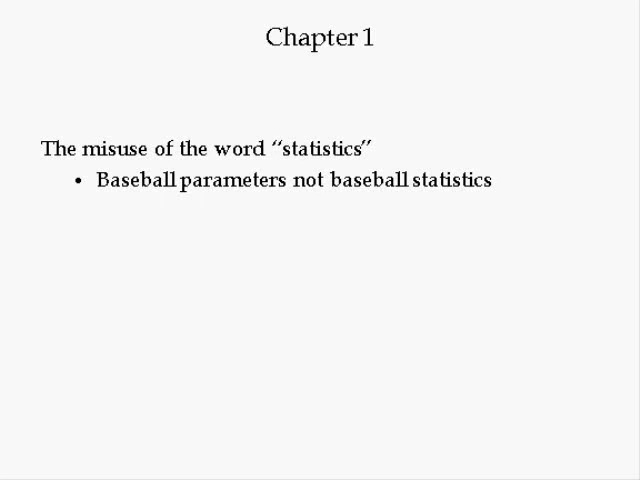 Chapter 1
The misuse of the word “statistics”
• Baseball parameters not baseball statistics